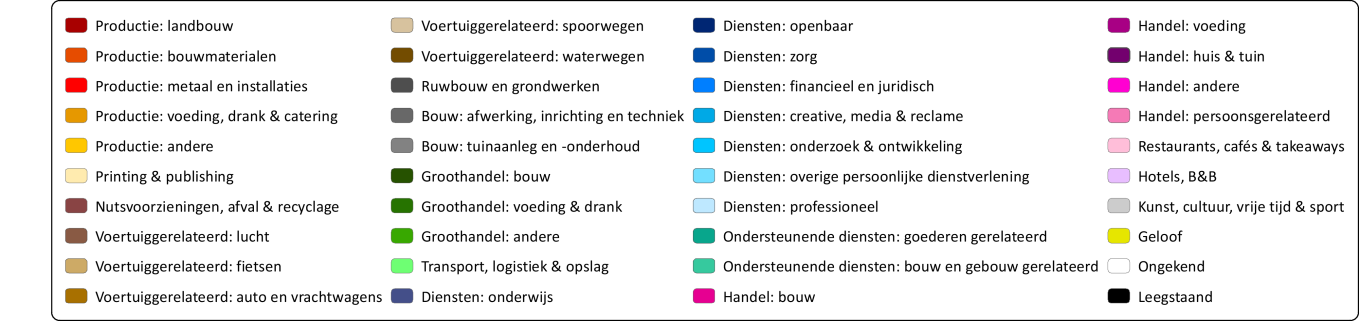 Productie: landbouw
Productie: bouwmaterialen
Productie: metaal en installaties
Productie: voeding, drank & catering
Productie: andere
Printing & publishing
Nutsvoorzieningen, afval & recyclage
Voertuiggerelateerd: lucht
Voertuiggerelateerd: fietsen
Voertuiggerelateerd: auto en vrachtwagens
Voertuiggerelateerd: spoorwegen
Voertuiggerelateerd: waterwegen
Ruwbouw en grondwerken
Bouw: afwerking, inrichting en techniek
Bouw: tuinaanleg en -onderhoud
Groothandel: bouw
Groothandel: voeding & drank
Groothandel: andere
Transport, logistiek & opslag
Diensten: onderwijs
Diensten: openbaar
Diensten: zorg
Diensten: financieel en juridisch
Diensten: creative, media & reclame
Diensten: onderzoek & ontwikkeling
Diensten: overige persoonlijke dienstverlening
Diensten: professioneel
Ondersteunende diensten: goederen gerelateerd
Ondersteunende diensten: bouw en gebouw gerelateerd
Handel: bouw
Handel: voeding
Handel: huis & tuin
Handel: andere
Handel: persoonsgerelateerd
Restaurants, cafés & takeaways
Hotels, B&B
Kunst, cultuur, vrije tijd & sport
Geloof
Ongekend
Leegstaand